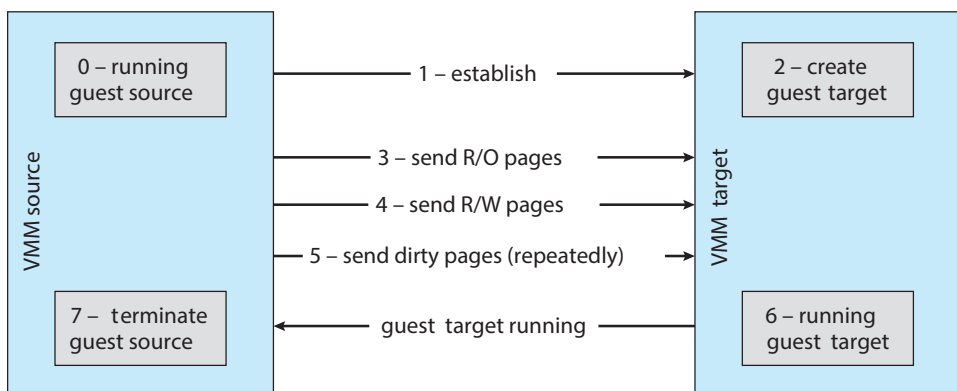 0 – running
guest source
1 – establish
2 – create
guest target
3 – send R/O pages
VMM source
4 – send R/W pages
VMM target
5 – send dirty pages (repeatedly)
7 – terminate
guest source
guest target running
6 – running
guest target